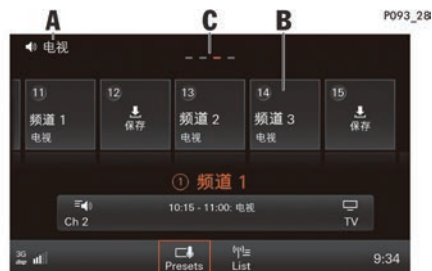 A
C
B
P093_28
电视
11
12
13
14
15
频道 1
保存
频道 2
频道 3
保存
电视
电视
电视
① 频道 1
10:15 - 11:00: 电视
Ch 2
TV
3G
Presets
List
9:34